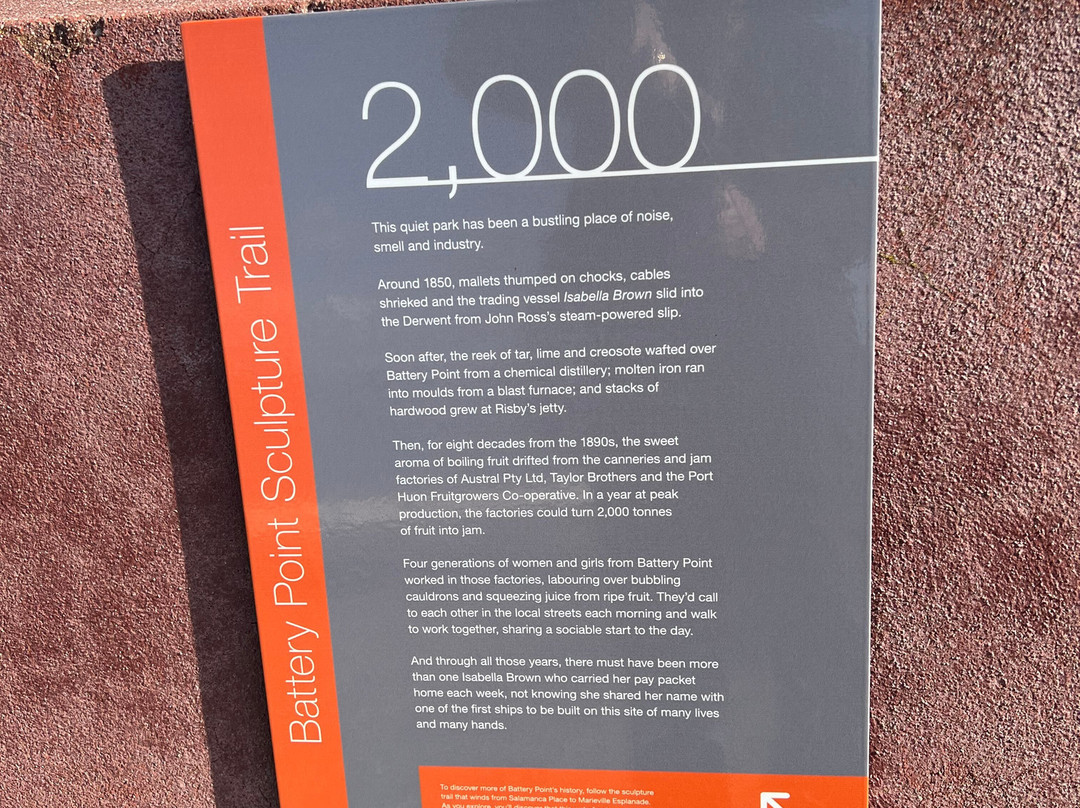 Battery Point Sculpture Trail
2,000
This quiet park has been a bustling place of noise,
smell and industry.
Around 1850, mallets thumped on chocks, cables
shrieked and the trading vessel Isabella Brown slid into
the Derwent from John Ross's steam-powered slip.
Soon after, the reek of tar, lime and creosote wafted over
Battery Point from a chemical distillery; molten iron ran
into moulds from a blast furnace; and stacks of
hardwood grew at Risby's jetty.
Then, for eight decades from the 1890s, the sweet
aroma of boiling fruit drifted from the canneries and jam
factories of Austral Pty Ltd, Taylor Brothers and the Port
Huon Fruitgrowers Co-operative. In a year at peak
production, the factories could turn 2,000 tonnes
of fruit into jam.
Four generations of women and girls from Battery Point
worked in those factories, labouring over bubbling
cauldrons and squeezing juice from ripe fruit. They'd call
to each other in the local streets each morning and walk
to work together, sharing a sociable start to the day.
And through all those years, there must have been more
than one Isabella Brown who carried her pay packet
home each week, not knowing she shared her name with
one of the first ships to be built on this site of many lives
and many hands.
To discover more of Battery Point's history, follow the sculpture
trail that winds from Salamanca Place to Marieville Esplanade.
As you explore, you'll discover that